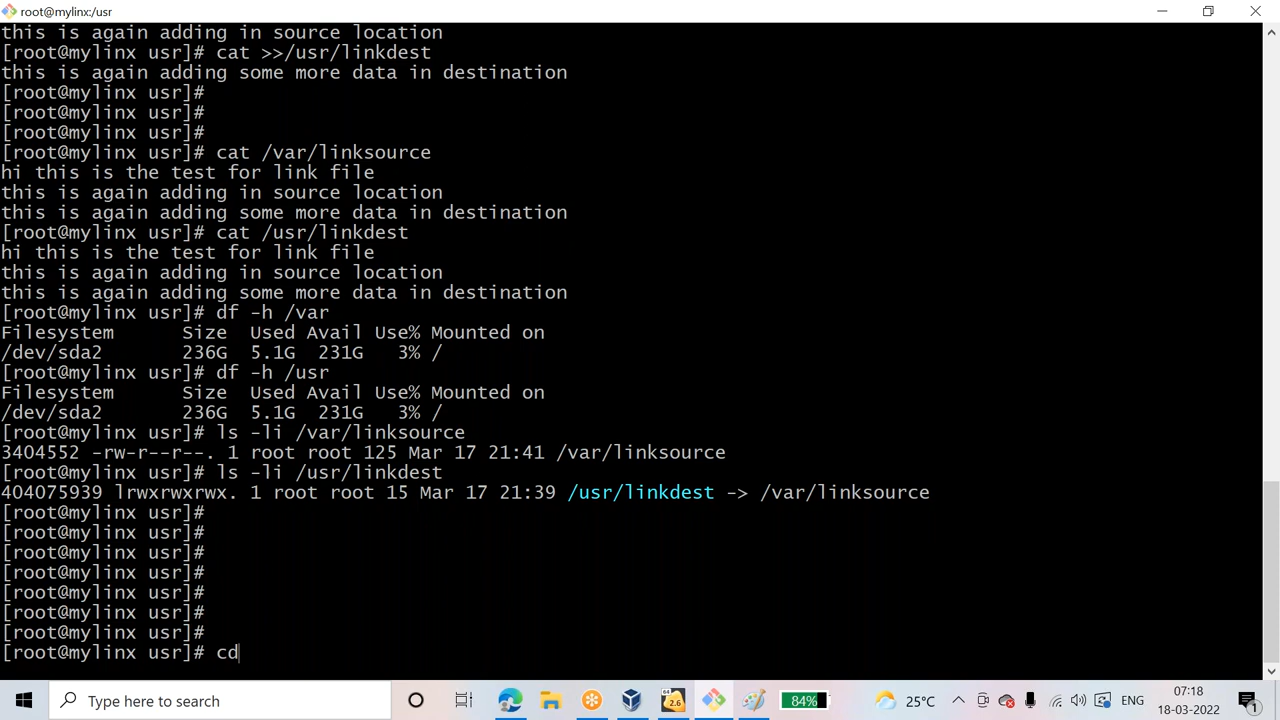 root@mylinx:/usr
this is again adding in source location
[root@mylinx usr]# cat >>/usr/linkdest
this is again adding some more data in destination
[root@mylinx usr]#
[root@mylinx usr]#
[root@mylinx usr]#
[root@mylinx usr]# cat /var/linksource
hi this is the test for link file
this is again adding in source location
this is again adding some more data in destination
[root@mylinx usr]# cat /usr/linkdest
hi this is the test for link file
this is again adding in source location
this is again adding some more data in destination
[root@mylinx usr]# df -h /var
Filesystem      Size  Used Avail Use% Mounted on
/dev/sda2       236G  5.1G  231G   3% /
[root@mylinx usr]# df -h /usr
Filesystem      Size  Used Avail Use% Mounted on
/dev/sda2       236G  5.1G  231G   3% /
[root@mylinx usr]# ls -li /var/linksource
3404552 -rw-r--r--. 1 root root 125 Mar 17 21:41 /var/linksource
[root@mylinx usr]# ls -li /usr/linkdest
404075939 lrwxrwxrwx. 1 root root 15 Mar 17 21:39 /usr/linkdest -> /var/linksource
[root@mylinx usr]#
[root@mylinx usr]#
[root@mylinx usr]#
[root@mylinx usr]#
[root@mylinx usr]#
[root@mylinx usr]#
[root@mylinx usr]#
[root@mylinx usr]# cd
Type here to search
64
2.6
84%
25°C
ENG
07:18
18-03-2022
1